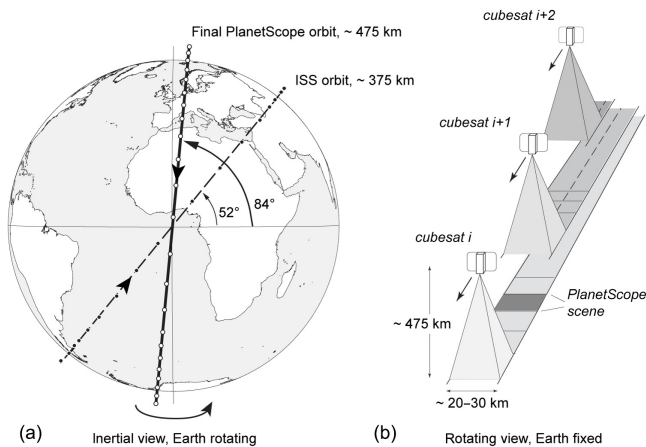 Final PlanetScope orbit, ~ 475 km
ISS orbit, ~ 375 km
84°
52°
(a)
Inertial view, Earth rotating
cubesat i+2
cubesat i+1
cubesat i
PlanetScope
scene
~ 475 km
~ 20–30 km
(b)
Rotating view, Earth fixed